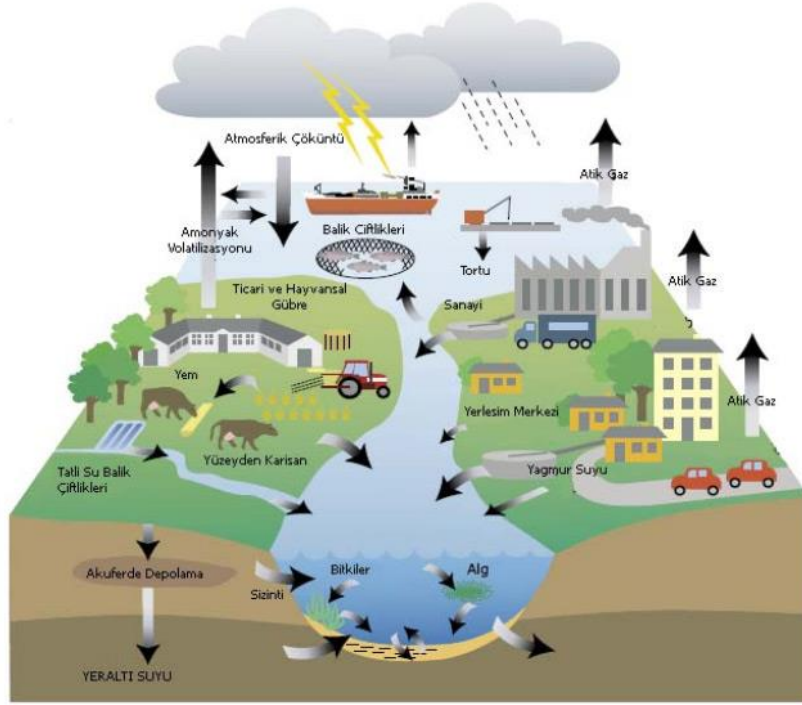 Atmosferik Çöküntü
Atik Gaz
Amonyak
Volatilizasyonu
Balik Ciftlikleri
Tortu
Atik Gaz
Ticari ve Hayvansal
Gübre
Sanayi
Yem
Yerlesim Merkezi
Atik Gaz
Yüzeyden Karisan
Yagmur Suyu
Tatli Su Balik
Çiftlikleri
Akuferde Depolama
Sizinti
Bitkiler
Alg
YERALTI SUYU